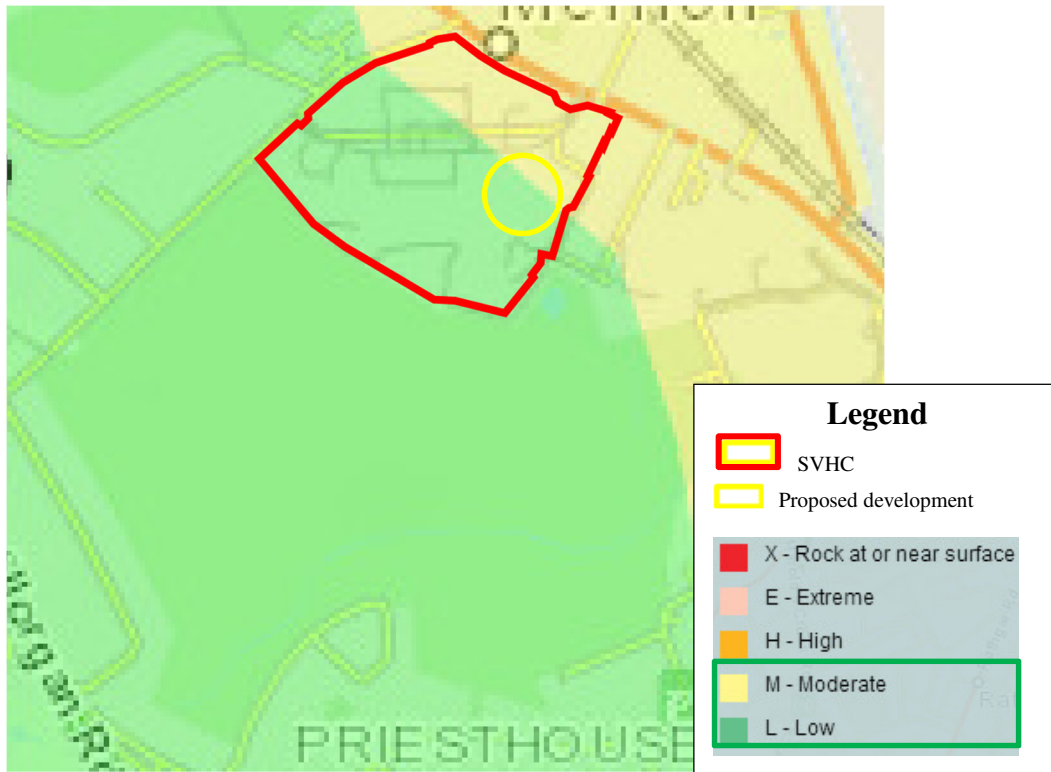 PRIESTHOUSE
Legend
SVHC
Proposed development
X - Rock at or near surface
E - Extreme
H - High
M - Moderate
L - Low